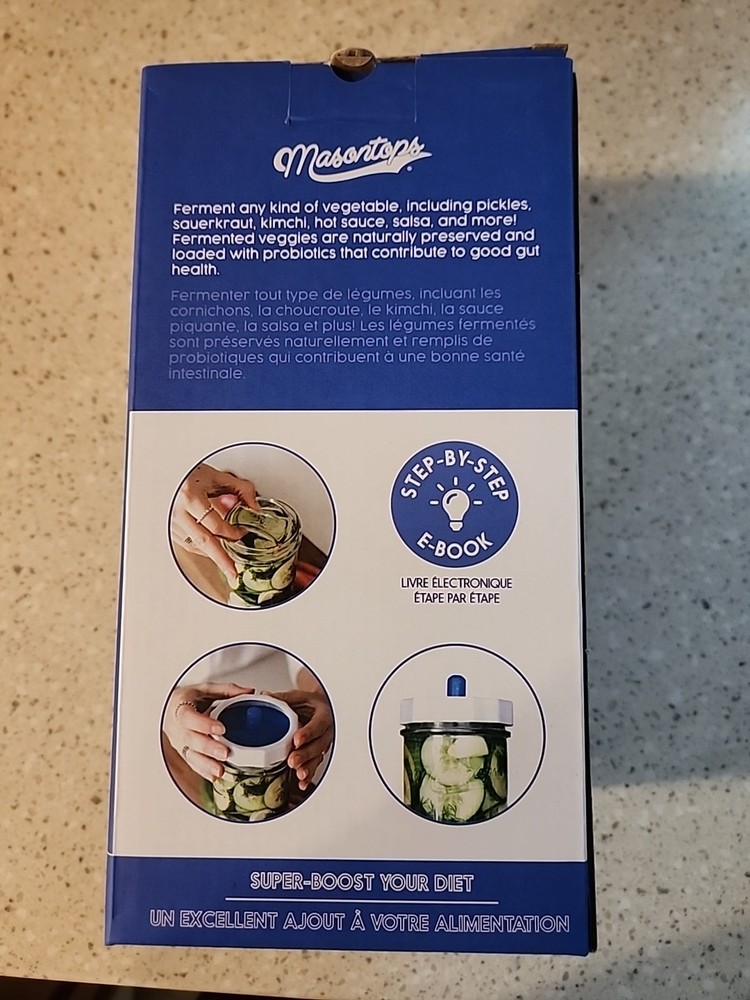 Masontops
Ferment any kind of vegetable, including pickles,
sauerkraut, kimchi, hot sauce, salsa, and more!
Fermented veggies are naturally preserved and
loaded with probiotics that contribute to good gut
health.
Fermenter tout type de légumes, incluant les
cornichons, la choucroute, le kimchi, la sauce
piquante, la salsa et plus! Les légumes fermentés
sont préservés naturellement et remplis de
probiotiques qui contribuent à une bonne santé
intestinale.
STEP-BY-STEP
E-BOOK
LIVRE ÉLECTRONIQUE
ÉTAPE PAR ÉTAPE
SUPER-BOOST YOUR DIET
UN EXCELLENT AJOUT À VOTRE ALIMENTATION